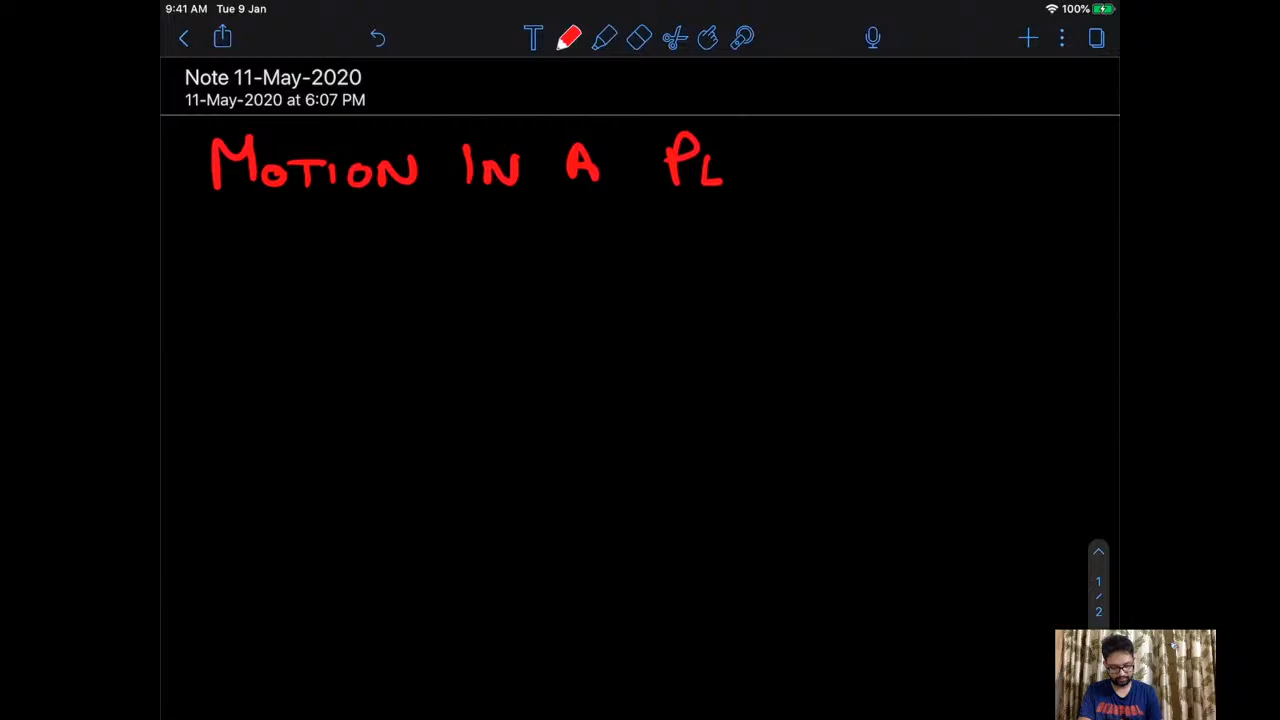 9:41 AM Tue 9 Jan 100%
T
Note 11-May-2020
11-May-2020 at 6:07 PM
MOTION IN A PL
1
/
2